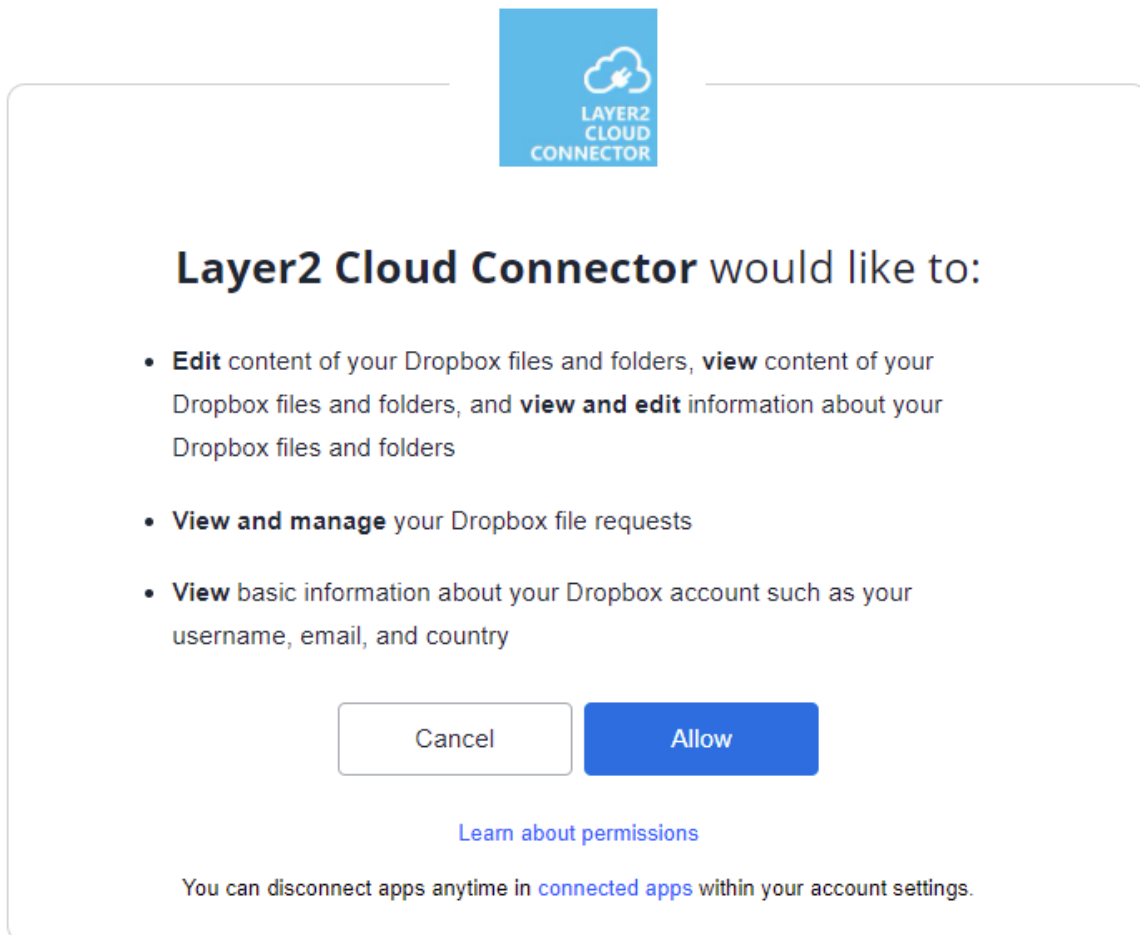 LAYER2
CLOUD
CONNECTOR
Layer2 Cloud Connector would like to:
• Edit content of your Dropbox files and folders, view content of your
Dropbox files and folders, and view and edit information about your
Dropbox files and folders
• View and manage your Dropbox file requests
• View basic information about your Dropbox account such as your
username, email, and country
Cancel Allow
Learn about permissions
You can disconnect apps anytime in connected apps within your account settings.